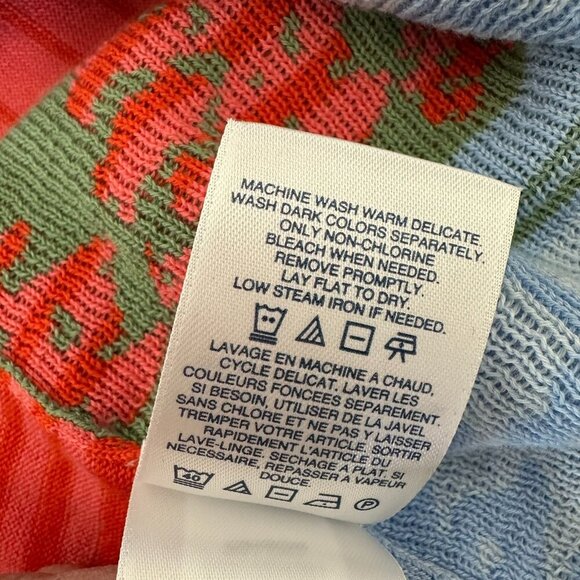 MACHINE WASH WARM DELICATE.
WASH DARK COLORS SEPARATELY.
ONLY NON-CHLORINE
BLEACH WHEN NEEDED.
REMOVE PROMPTLY.
LAY FLAT TO DRY.
LOW STEAM IRON IF NEEDED.
LAVAGE EN MACHINE A CHAUD,
CYCLE DELICAT. LAVER LES
COULEURS FONCÉES SEPAREMENT.
SI BESOIN, UTILISER DE LA JAVEL
SANS CHLORE ET NE PAS Y LAISSER
TREMPER VOTRE ARTICLE. SORTIR
RAPIDEMENT L'ARTICLE DU
LAVE-LINGE. SECHAGE A PLAT. SI
NÉCESSAIRE, REPASSER A VAPEUR
DOUCE.
40
P